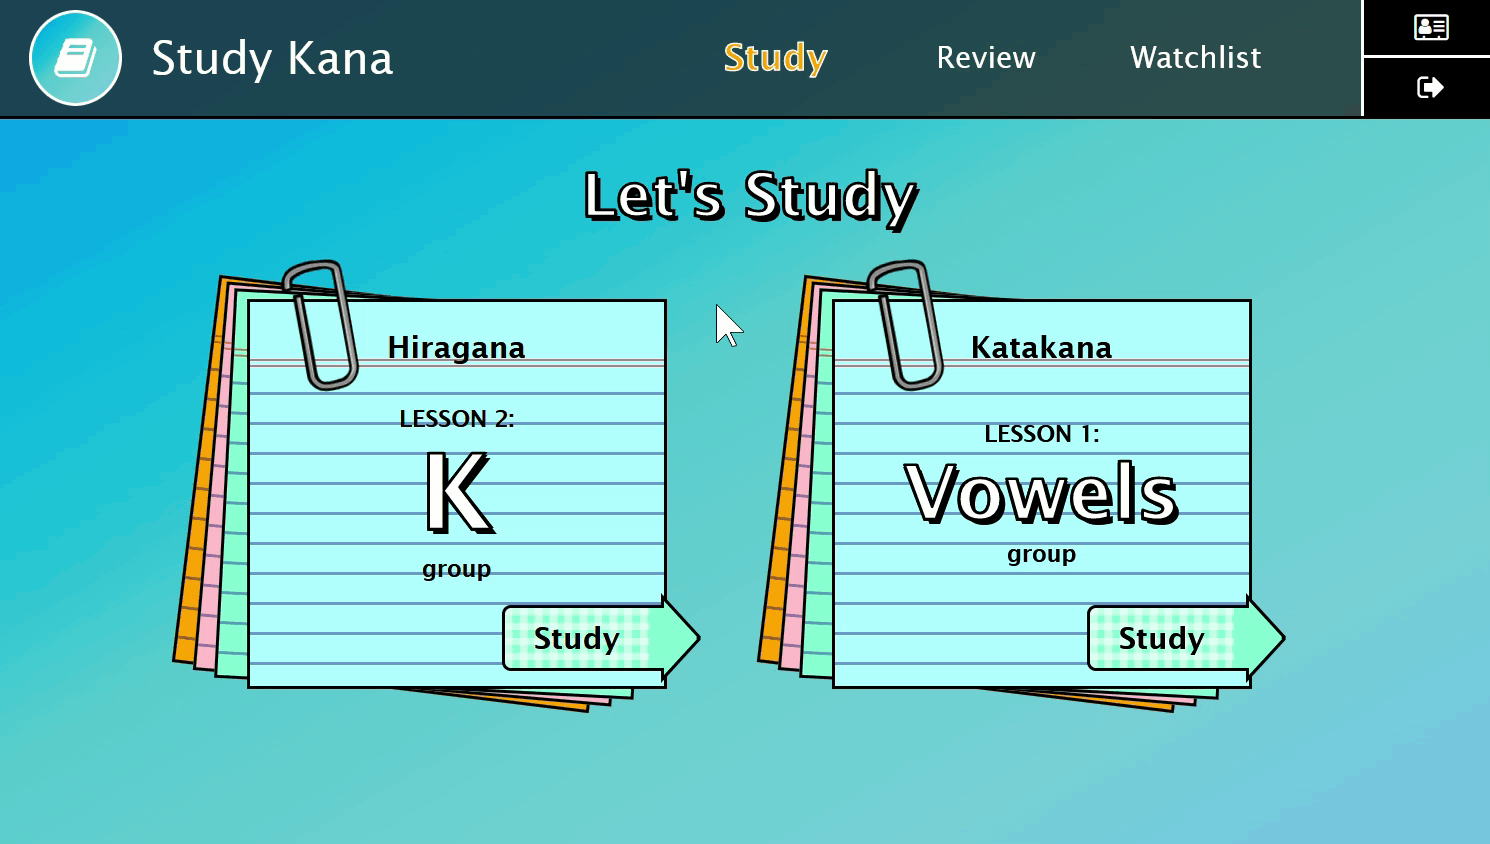 Study Kana
Study
Review
Watchlist
Let's Study
Hiragana
LESSON 2:
K
group
Study
Katakana
LESSON 1:
Vowels
group
Study